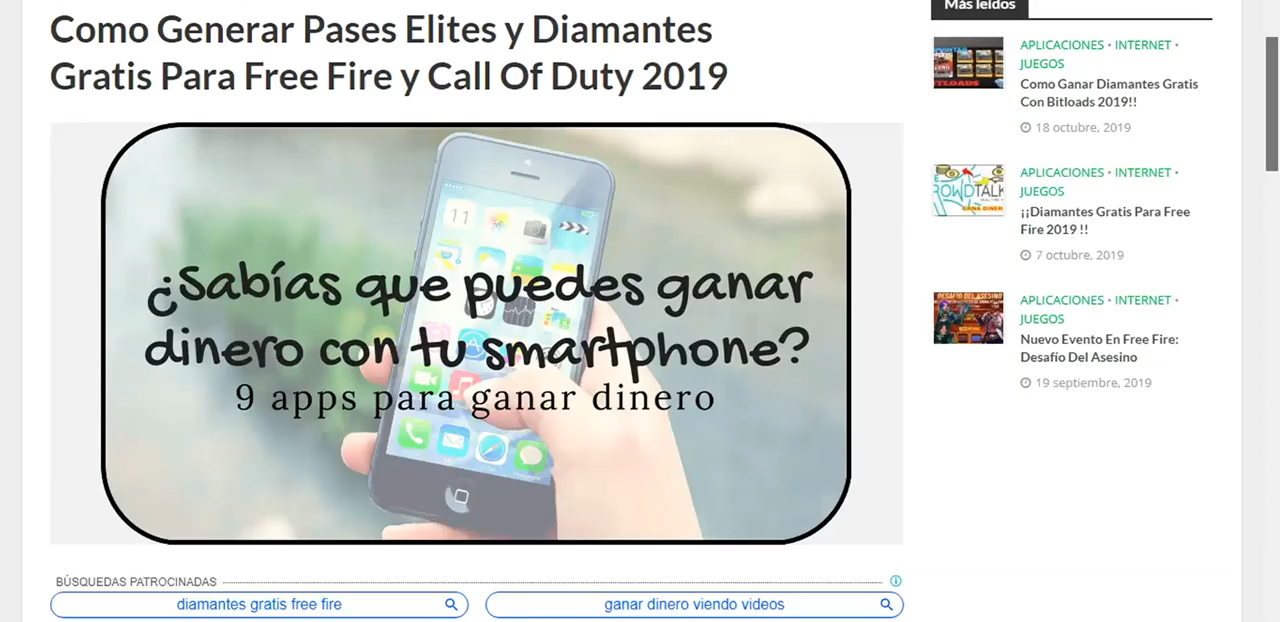 Como Generar Pases Elites y Diamantes
Gratis Para Free Fire y Call Of Duty 2019
¿Sabías que puedes ganar
dinero con tu smartphone?
9 apps para ganar dinero
11
BÚSQUEDAS PATROCINADAS
diamantes gratis free fire
ganar dinero viendo videos
Más leídos
APLICACIONES • INTERNET •
JUEGOS
Como Ganar Diamantes Gratis
Con Bitloads 2019!!
18 octubre, 2019
APLICACIONES • INTERNET •
JUEGOS
¡¡Diamantes Gratis Para Free
Fire 2019 !!
7 octubre, 2019
APLICACIONES • INTERNET •
JUEGOS
Nuevo Evento En Free Fire:
Desafío Del Asesino
19 septiembre, 2019